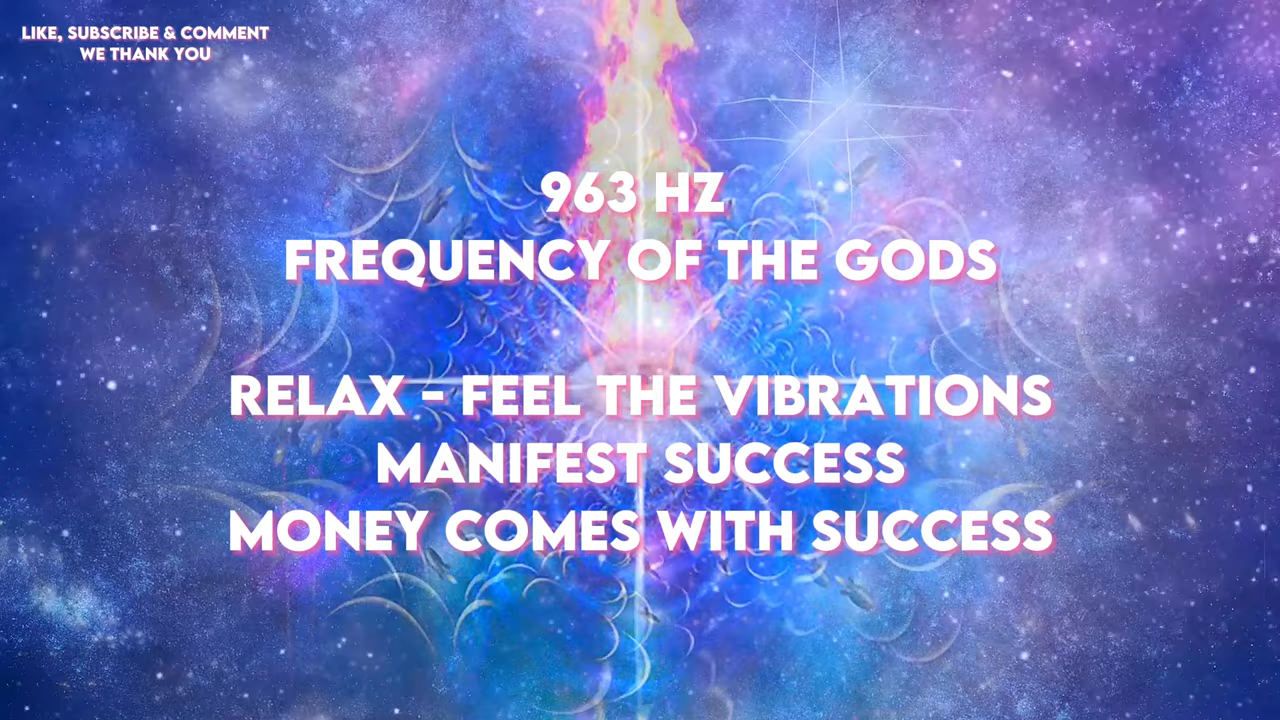 LIKE, SUBSCRIBE & COMMENT
WE THANK YOU
963 HZ
FREQUENCY OF THE GODS
RELAX - FEEL THE VIBRATIONS
MANIFEST SUCCESS
MONEY COMES WITH SUCCESS